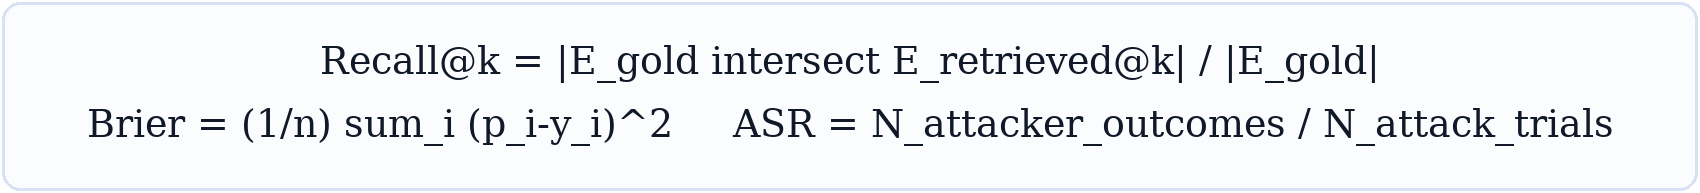 Recall@k = |E_gold intersect E_retrieved@k| / |E_gold|
Brier = (1/n) sum_i (p_i-y_i)^2     ASR = N_attacker_outcomes / N_attack_trials